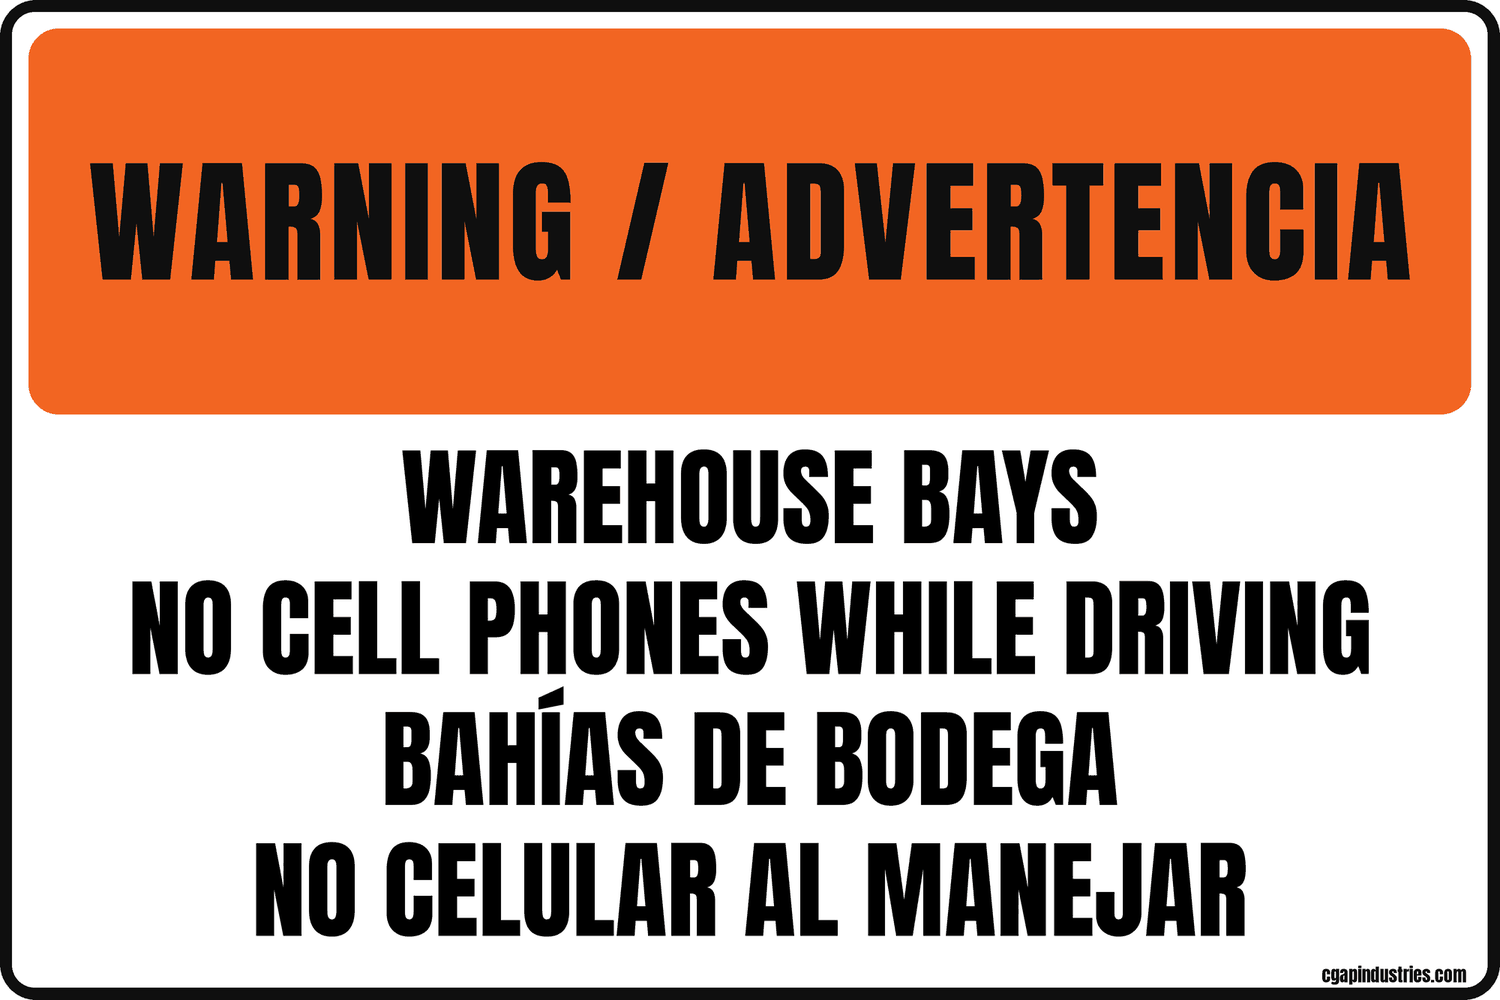 WARNING / ADVERTENCIA
WAREHOUSE BAYS
NO CELL PHONES WHILE DRIVING
BAHÍAS DE BODEGA
NO CELULAR AL MANEJAR
cgapindustries.com